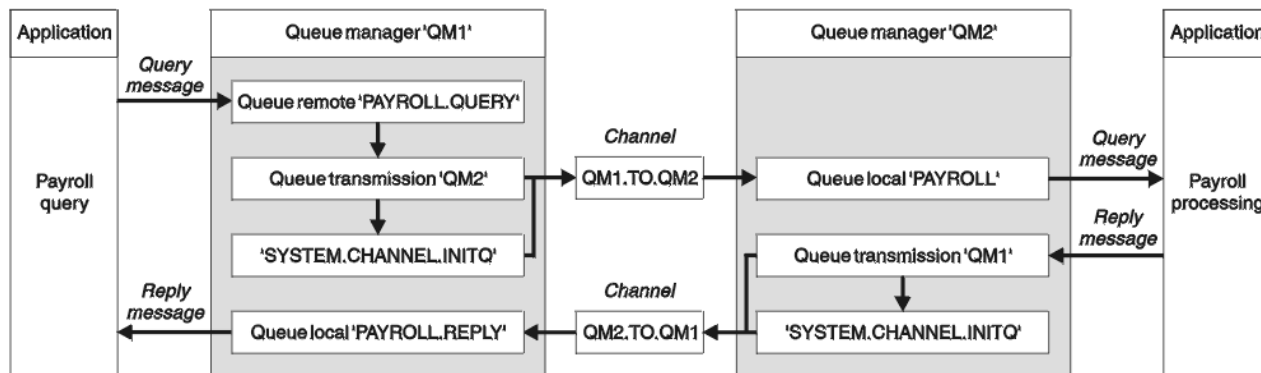 Application
Queue manager 'QM1'
Queue manager 'QM2'
Application
Query
message
Queue remote 'PAYROLL.QUERY'
Channel
Query
message
Payroll
query
Queue transmission 'QM2'
QM1.TO.QM2
Queue local 'PAYROLL'
Payroll
processing
'SYSTEM.CHANNEL.INITQ'
Reply
message
Queue transmission 'QM1'
Reply
message
Channel
Queue local 'PAYROLL.REPLY'
QM2.TO.QM1
'SYSTEM.CHANNEL.INITQ'